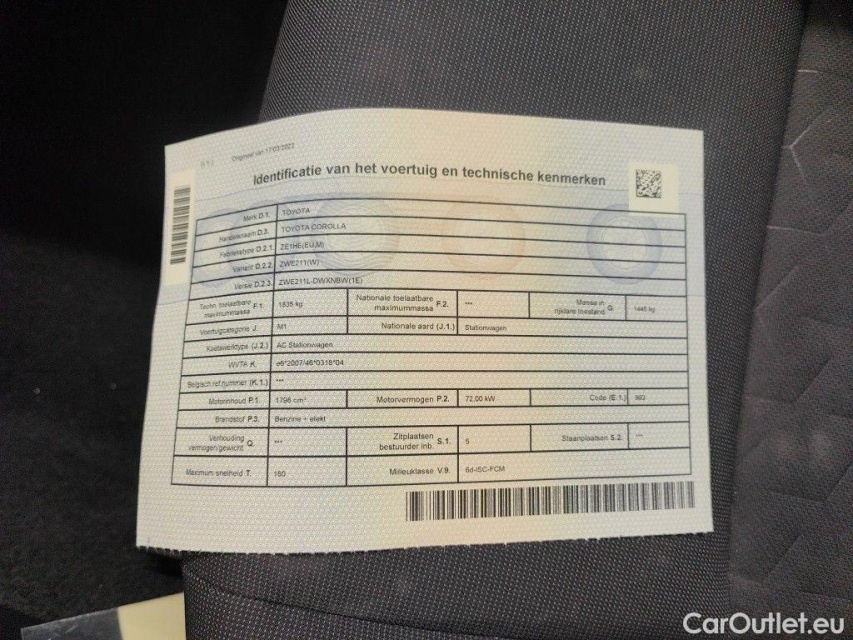 Origineel van 17/03/2022
Identificatie van het voertuig en technische kenmerken
Merk D.1. TOYOTA
Handelsnaam D.3. TOYOTA COROLLA
Fabriekstype D.2.1. ZE1HE(EU,M)
Variant D.2.2. ZWE211(W)
Versie D.2.3. ZWE211L-DWXNBW(1E)
Techn. toelaatbare maximummassa F.1. 1835 kg Nationale toelaatbare maximummassa F.2. *** Massa in rijklare toestand G. 1445 kg
Voertuigcategorie J. M1 Nationale aard (J.1.) Stationwagen
Koetswerktype (J.2.) AC Stationwagen
WVTA K. e6*2007/46*0318*04
Belgisch ref.nummer (K.1.) ***
Motorinhoud P.1. 1798 cm³ Motorvermogen P.2. 72,00 kW Code (E.1.)
Brandstof P.3. Benzine + elekt
Verhouding vermogen/gewicht Q. *** Zitplaatsen bestuurder inb. S.1. 5 Staanplaatsen S.2. ***
Maximum snelheid T. 180 Milieuklasse V.9. 6d-ISC-FCM
CarOutlet.eu